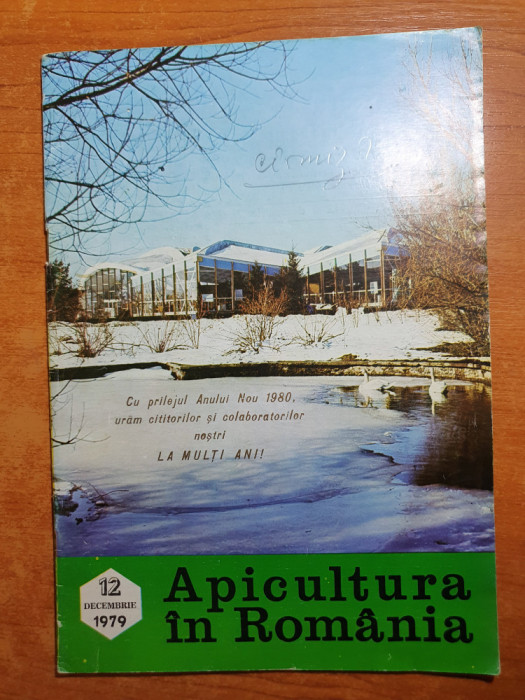 Cu prilejul Anului Nou 1980,
urăm cititorilor și colaboratorilor
noștri
LA MULȚI ANI!
12
DECEMBRIE
1979
Apicultura
în România